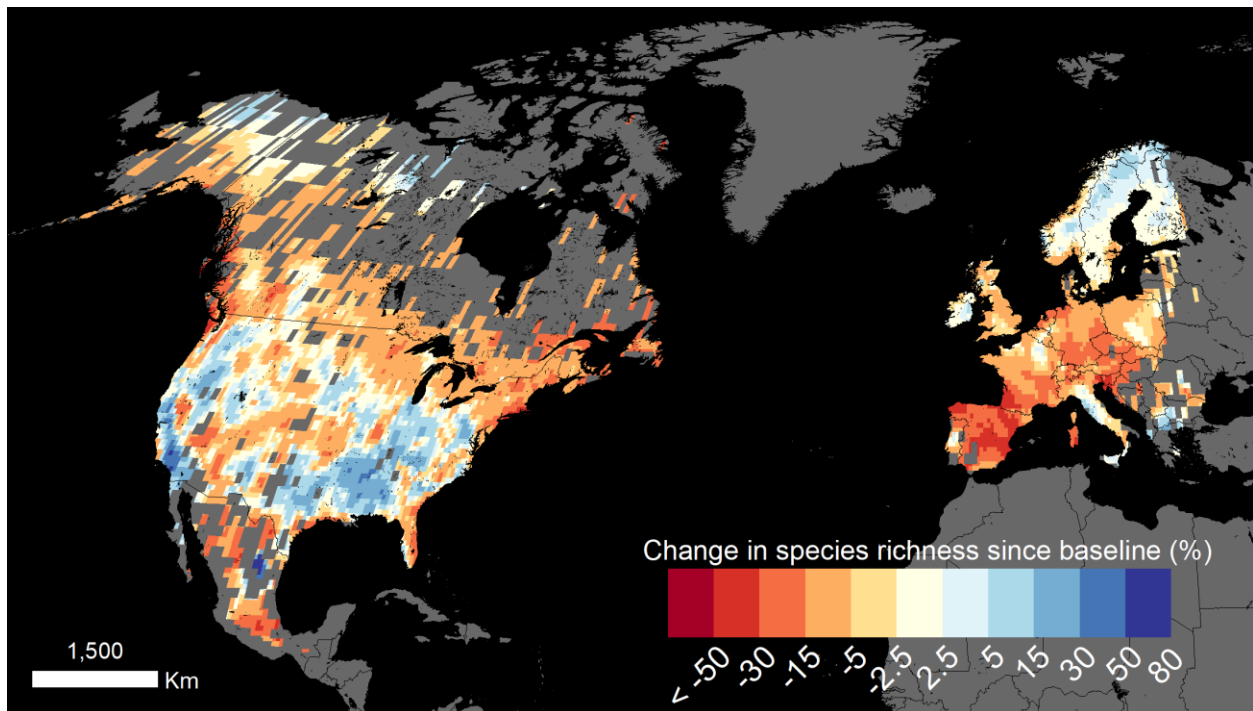 Change in species richness since baseline (%)
< -50 -30 -15 -5 -2.5 2.5 5 15 30 50 80
1,500
Km